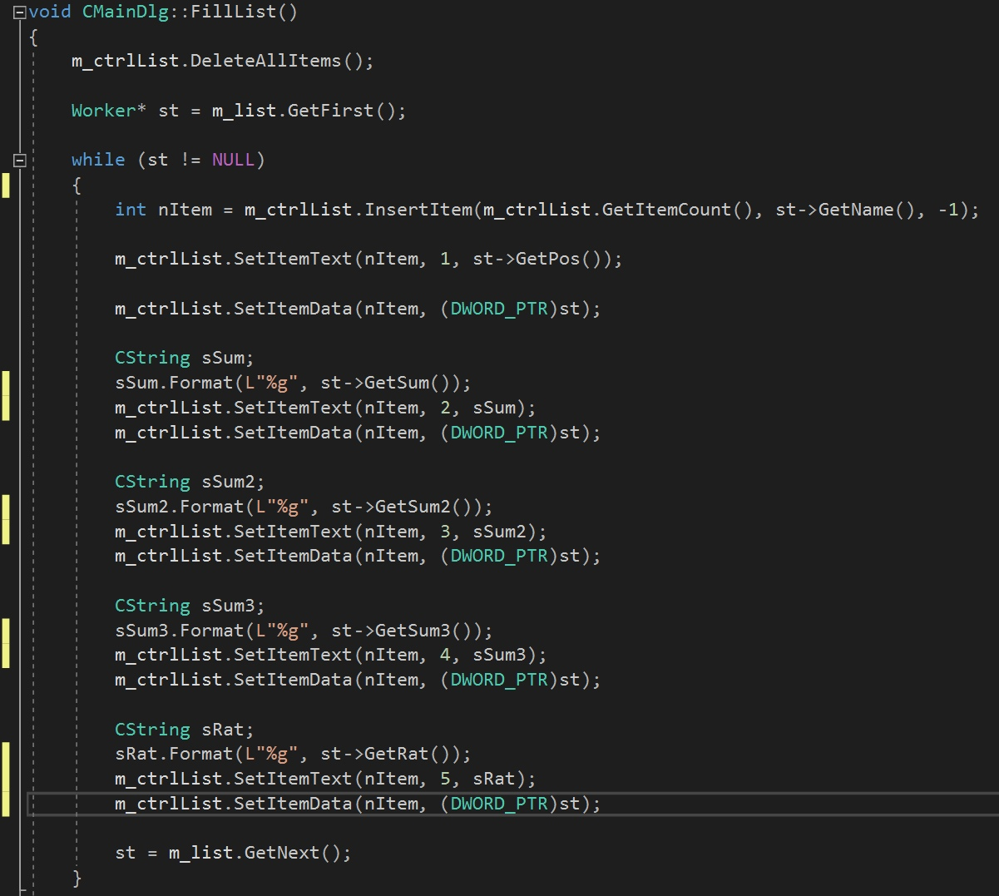 void CMainDlg::FillList()
{
m_ctrlList.DeleteAllItems();
Worker* st = m_list.GetFirst();
while (st != NULL)
{
int nItem = m_ctrlList.InsertItem(m_ctrlList.GetItemCount(), st->GetName(), -1);
m_ctrlList.SetItemText(nItem, 1, st->GetPos());
m_ctrlList.SetItemData(nItem, (DWORD_PTR)st);
CString sSum;
sSum.Format(L"%g", st->GetSum());
m_ctrlList.SetItemText(nItem, 2, sSum);
m_ctrlList.SetItemData(nItem, (DWORD_PTR)st);
CString sSum2;
sSum2.Format(L"%g", st->GetSum2());
m_ctrlList.SetItemText(nItem, 3, sSum2);
m_ctrlList.SetItemData(nItem, (DWORD_PTR)st);
CString sSum3;
sSum3.Format(L"%g", st->GetSum3());
m_ctrlList.SetItemText(nItem, 4, sSum3);
m_ctrlList.SetItemData(nItem, (DWORD_PTR)st);
CString sRat;
sRat.Format(L"%g", st->GetRat());
m_ctrlList.SetItemText(nItem, 5, sRat);
m_ctrlList.SetItemData(nItem, (DWORD_PTR)st);
st = m_list.GetNext();
}